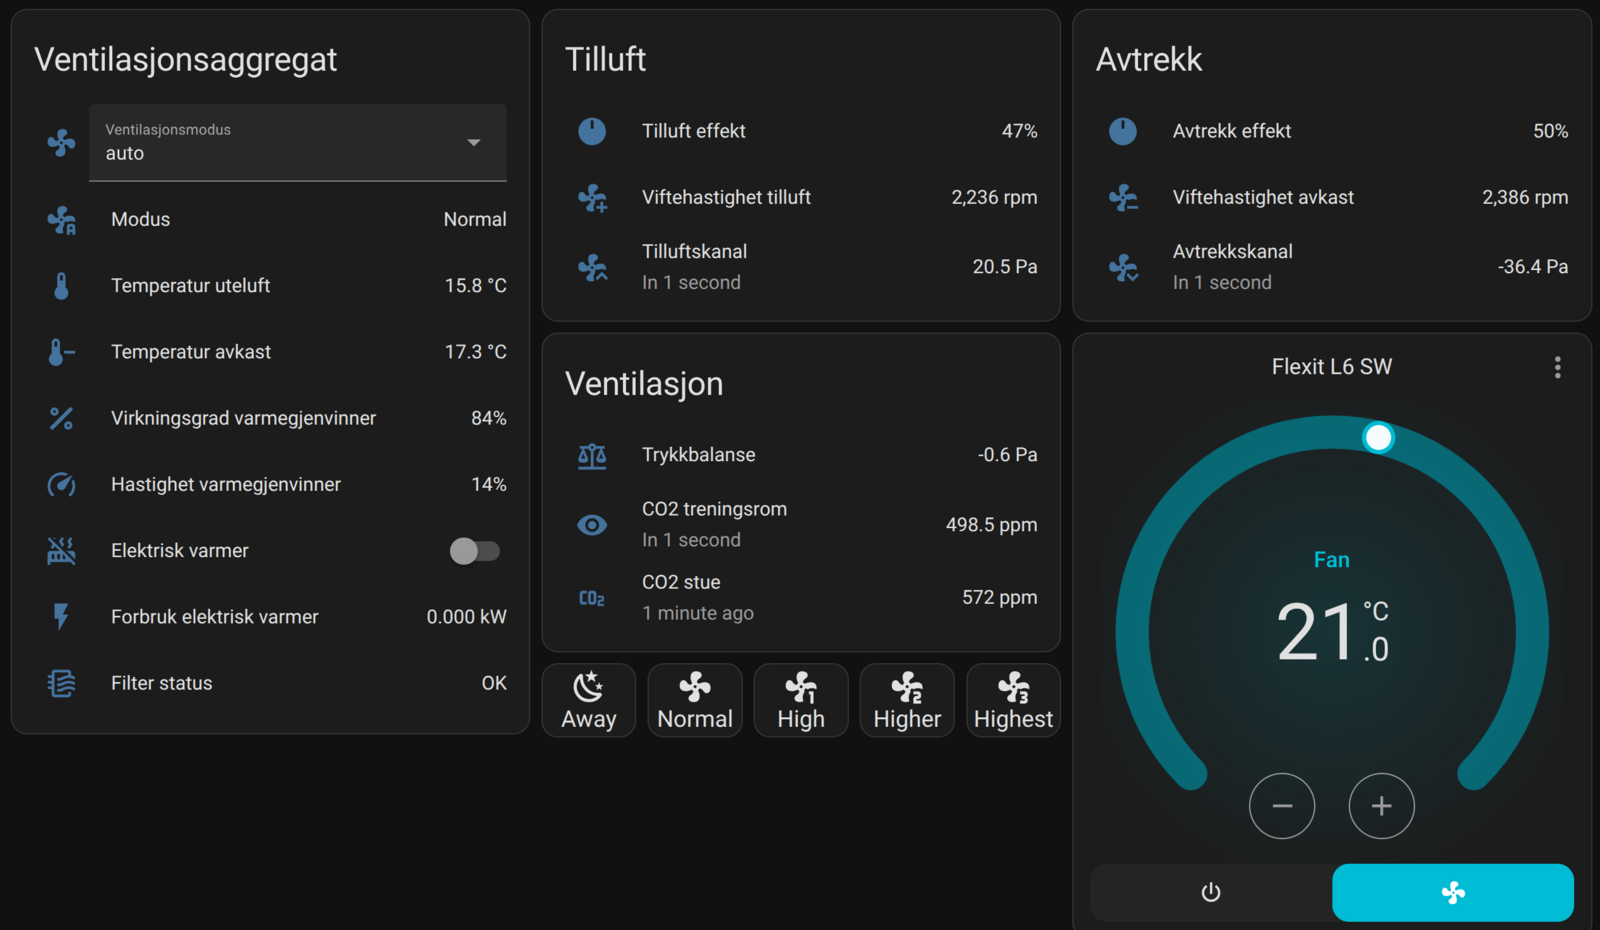 Ventilasjonsaggregat
Ventilasjonsmodus
auto
Modus Normal
Temperatur uteluft 15.8 °C
Temperatur avkast 17.3 °C
Virkningsgrad varmegjenvinner 84%
Hastighet varmegjenvinner 14%
Elektrisk varmer
Forbruk elektrisk varmer 0.000 kW
Filter status OK
Tilluft
Tilluft effekt 47%
Viftehastighet tilluft 2,236 rpm
Tilluftskanal 20.5 Pa
In 1 second
Avtrekk
Avtrekk effekt 50%
Viftehastighet avkast 2,386 rpm
Avtrekkskanal -36.4 Pa
In 1 second
Ventilasjon
Trykkbalanse -0.6 Pa
CO2 treningsrom 498.5 ppm
In 1 second
CO2 CO2 stue 572 ppm
1 minute ago
Away Normal 1 High 2 Higher 3 Highest
Flexit L6 SW
Fan
21.0 °C